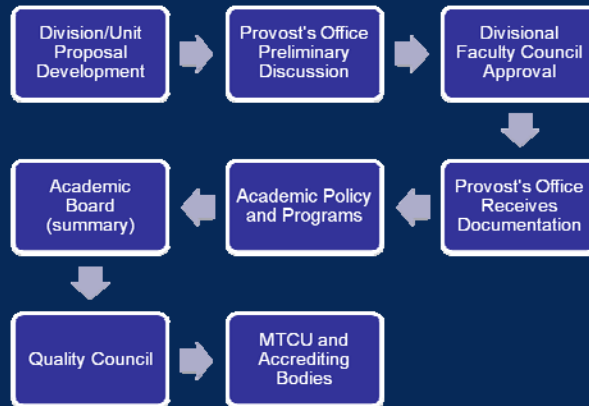 Division/Unit
Proposal
Development
Provost's Office
Preliminary
Discussion
Divisional
Faculty Council
Approval
Provost's Office
Receives
Documentation
Academic Policy
and Programs
Academic
Board
(summary)
Quality Council
MTCU and
Accrediting
Bodies